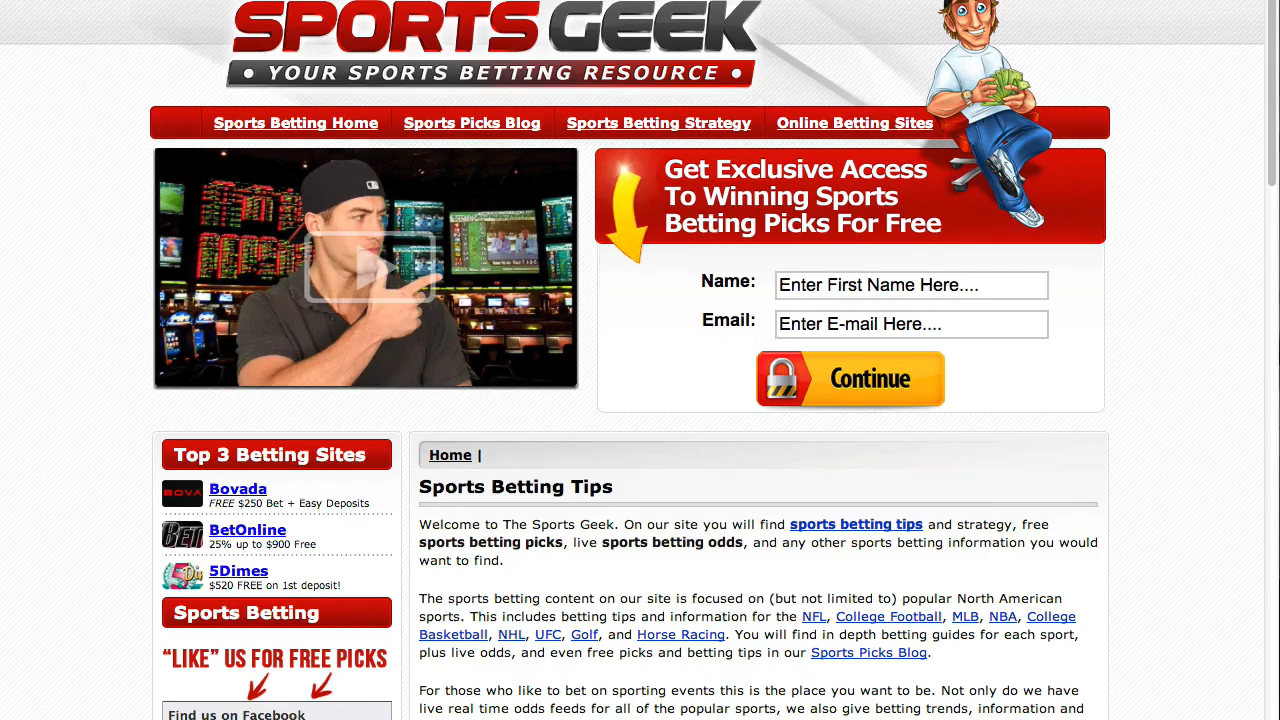 SPORTS GEEK
• YOUR SPORTS BETTING RESOURCE •
Sports Betting Home Sports Picks Blog Sports Betting Strategy Online Betting Sites
Get Exclusive Access
To Winning Sports
Betting Picks For Free
Name: Enter First Name Here....
Email: Enter E-mail Here....
Continue
Top 3 Betting Sites
BOVA
Bovada
FREE $250 Bet + Easy Deposits
BET
BetOnline
25% up to $900 Free
5Di
5Dimes
$520 FREE on 1st deposit!
Sports Betting
“LIKE” US FOR FREE PICKS
Find us on Facebook
Home |
Sports Betting Tips
Welcome to The Sports Geek. On our site you will find sports betting tips and strategy, free
sports betting picks, live sports betting odds, and any other sports betting information you would
want to find.
The sports betting content on our site is focused on (but not limited to) popular North American
sports. This includes betting tips and information for the NFL, College Football, MLB, NBA, College
Basketball, NHL, UFC, Golf, and Horse Racing. You will find in depth betting guides for each sport,
plus live odds, and even free picks and betting tips in our Sports Picks Blog.
For those who like to bet on sporting events this is the place you want to be. Not only do we have
live real time odds feeds for all of the popular sports, we also give betting trends, information and